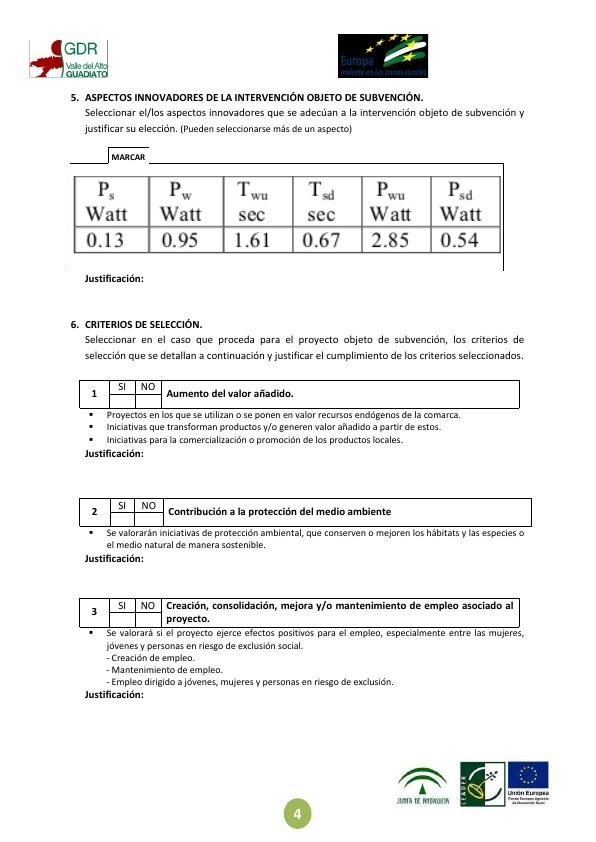 GDR
Valle del Alto
GUADIATO
Europa
invierte en las zonas rurales
5. ASPECTOS INNOVADORES DE LA INTERVENCIÓN OBJETO DE SUBVENCIÓN.
Seleccionar el/los aspectos innovadores que se adecúan a la intervención objeto de subvención y
justificar su elección. (Pueden seleccionarse más de un aspecto)
MARCAR
Ps Pw Twu Tsd Pwu Psd
Watt Watt sec sec Watt Watt
0.13 0.95 1.61 0.67 2.85 0.54
Justificación:
6. CRITERIOS DE SELECCIÓN.
Seleccionar en el caso que proceda para el proyecto objeto de subvención, los criterios de
selección que se detallan a continuación y justificar el cumplimiento de los criterios seleccionados.
1 SI NO Aumento del valor añadido.
▪ Proyectos en los que se utilizan o se ponen en valor recursos endógenos de la comarca.
▪ Iniciativas que transforman productos y/o generen valor añadido a partir de estos.
▪ Iniciativas para la comercialización o promoción de los productos locales.
Justificación:
2 SI NO Contribución a la protección del medio ambiente
▪ Se valorarán iniciativas de protección ambiental, que conserven o mejoren los hábitats y las especies o
el medio natural de manera sostenible.
Justificación:
3 SI NO Creación, consolidación, mejora y/o mantenimiento de empleo asociado al
proyecto.
▪ Se valorará si el proyecto ejerce efectos positivos para el empleo, especialmente entre las mujeres,
jóvenes y personas en riesgo de exclusión social.
- Creación de empleo.
- Mantenimiento de empleo.
- Empleo dirigido a jóvenes, mujeres y personas en riesgo de exclusión.
Justificación:
JUNTA DE ANDALUCIA
LEADER
Unión Europea
Fondo Europeo Agrícola
de Desarrollo Rural
4